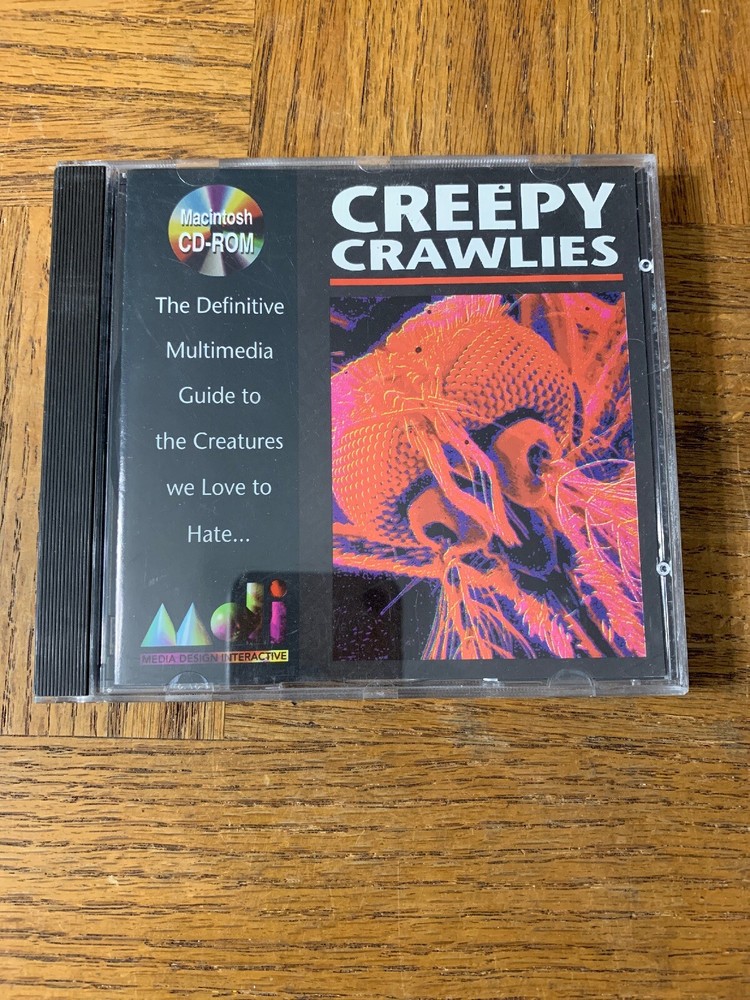 Macintosh
CD-ROM
The Definitive
Multimedia
Guide to
the Creatures
we Love to
Hate...
Mdi
MEDIA DESIGN INTERACTIVE
CREEPY
CRAWLIES